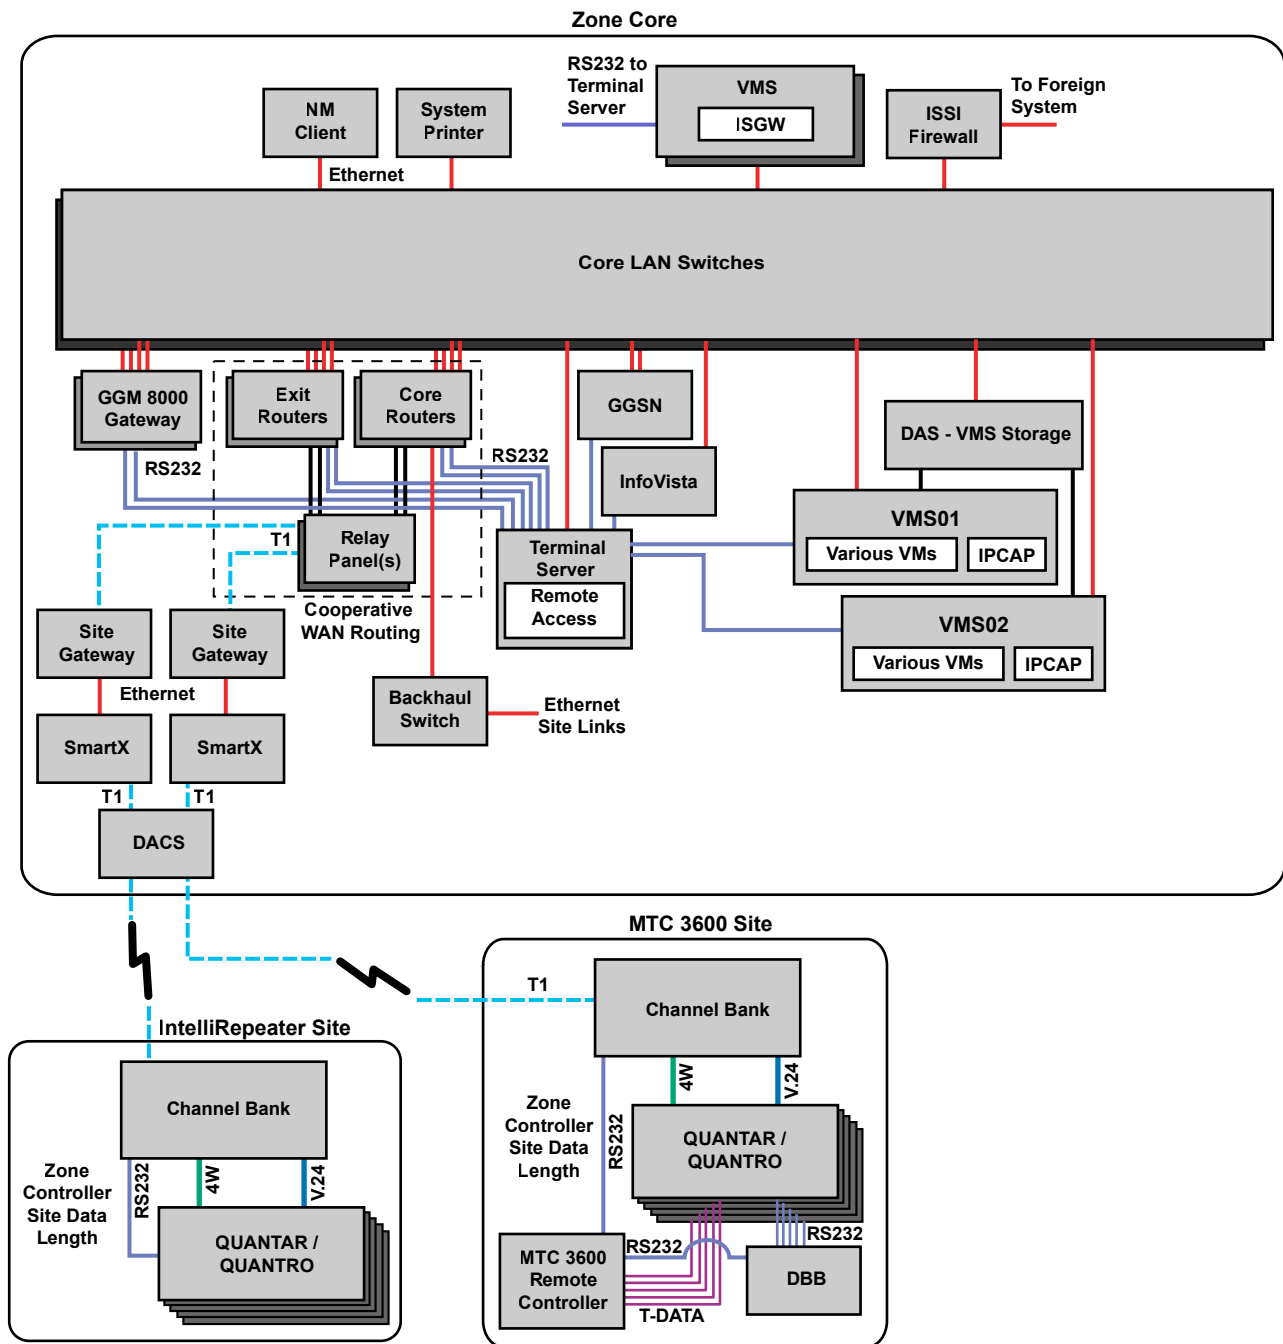 Zone Core
RS232 to
Terminal
Server
VMS
ISGW
To Foreign
System
ISSI
Firewall
NM
Client
System
Printer
Ethernet
Core LAN Switches
GGM 8000
Gateway
Exit
Routers
Core
Routers
GGSN
DAS - VMS Storage
RS232
RS232
InfoVista
VMS01
Various VMs
IPCAP
T1
Relay
Panel(s)
Terminal
Server
Remote
Access
Cooperative
WAN Routing
VMS02
Various VMs
IPCAP
Site
Gateway
Site
Gateway
Ethernet
Backhaul
Switch
Ethernet
Site Links
SmartX
SmartX
T1
T1
DACS
MTC 3600 Site
T1
Channel Bank
IntelliRepeater Site
Channel Bank
Zone
Controller
Site Data
Length
RS232
4W
V.24
QUANTAR /
QUANTRO
Zone
Controller
Site Data
Length
RS232
4W
V.24
QUANTAR /
QUANTRO
RS232
RS232
MTC 3600
Remote
Controller
DBB
T-DATA